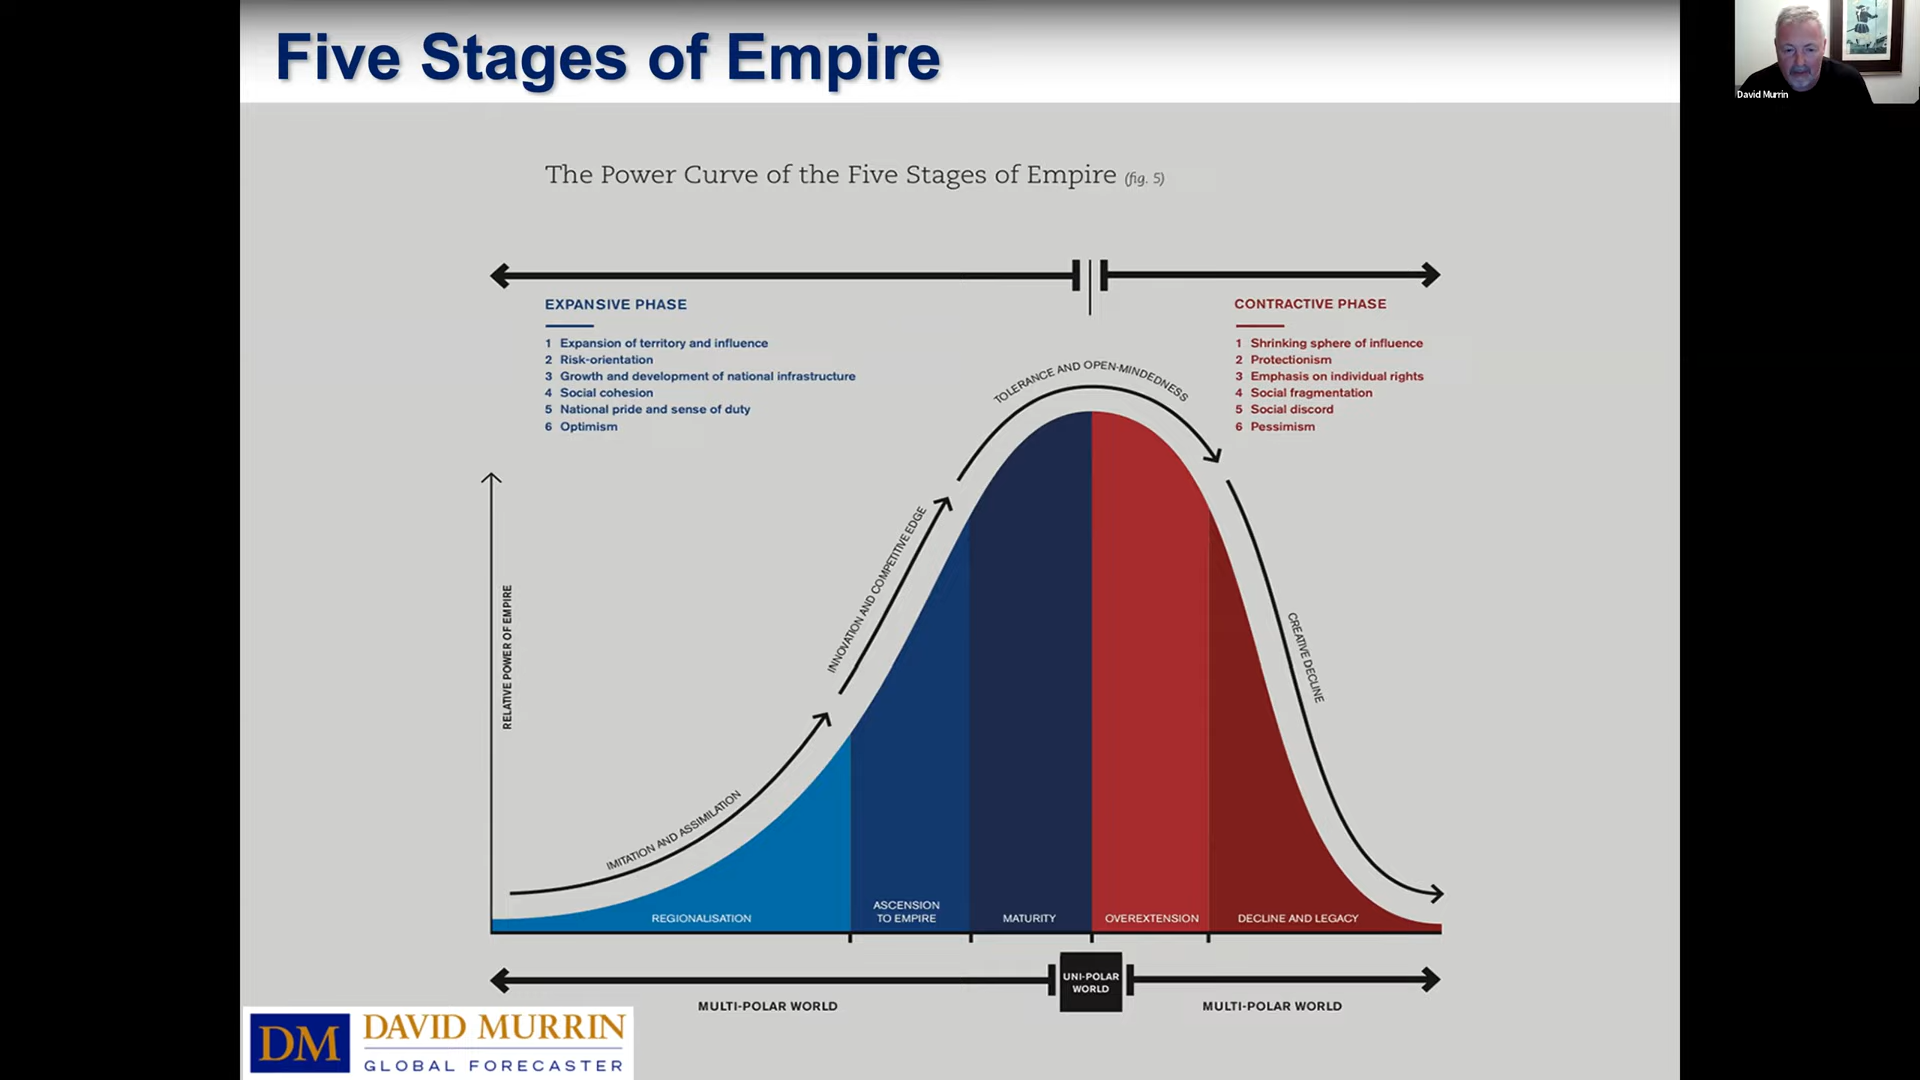 Five Stages of Empire
David Murrin
The Power Curve of the Five Stages of Empire (fig. 5)
EXPANSIVE PHASE
1 Expansion of territory and influence
2 Risk-orientation
3 Growth and development of national infrastructure
4 Social cohesion
5 National pride and sense of duty
6 Optimism
CONTRACTIVE PHASE
1 Shrinking sphere of influence
2 Protectionism
3 Emphasis on individual rights
4 Social fragmentation
5 Social discord
6 Pessimism
TOLERANCE AND OPEN-MINDEDNESS
INNOVATION AND COMPETITIVE EDGE
IMITATION AND ASSIMILATION
CREATIVE DECLINE
RELATIVE POWER OF EMPIRE
REGIONALISATION
ASCENSION
TO EMPIRE
MATURITY
OVEREXTENSION
DECLINE AND LEGACY
MULTI-POLAR WORLD
UNI-POLAR
WORLD
MULTI-POLAR WORLD
DM
DAVID MURRIN
GLOBAL FORECASTER